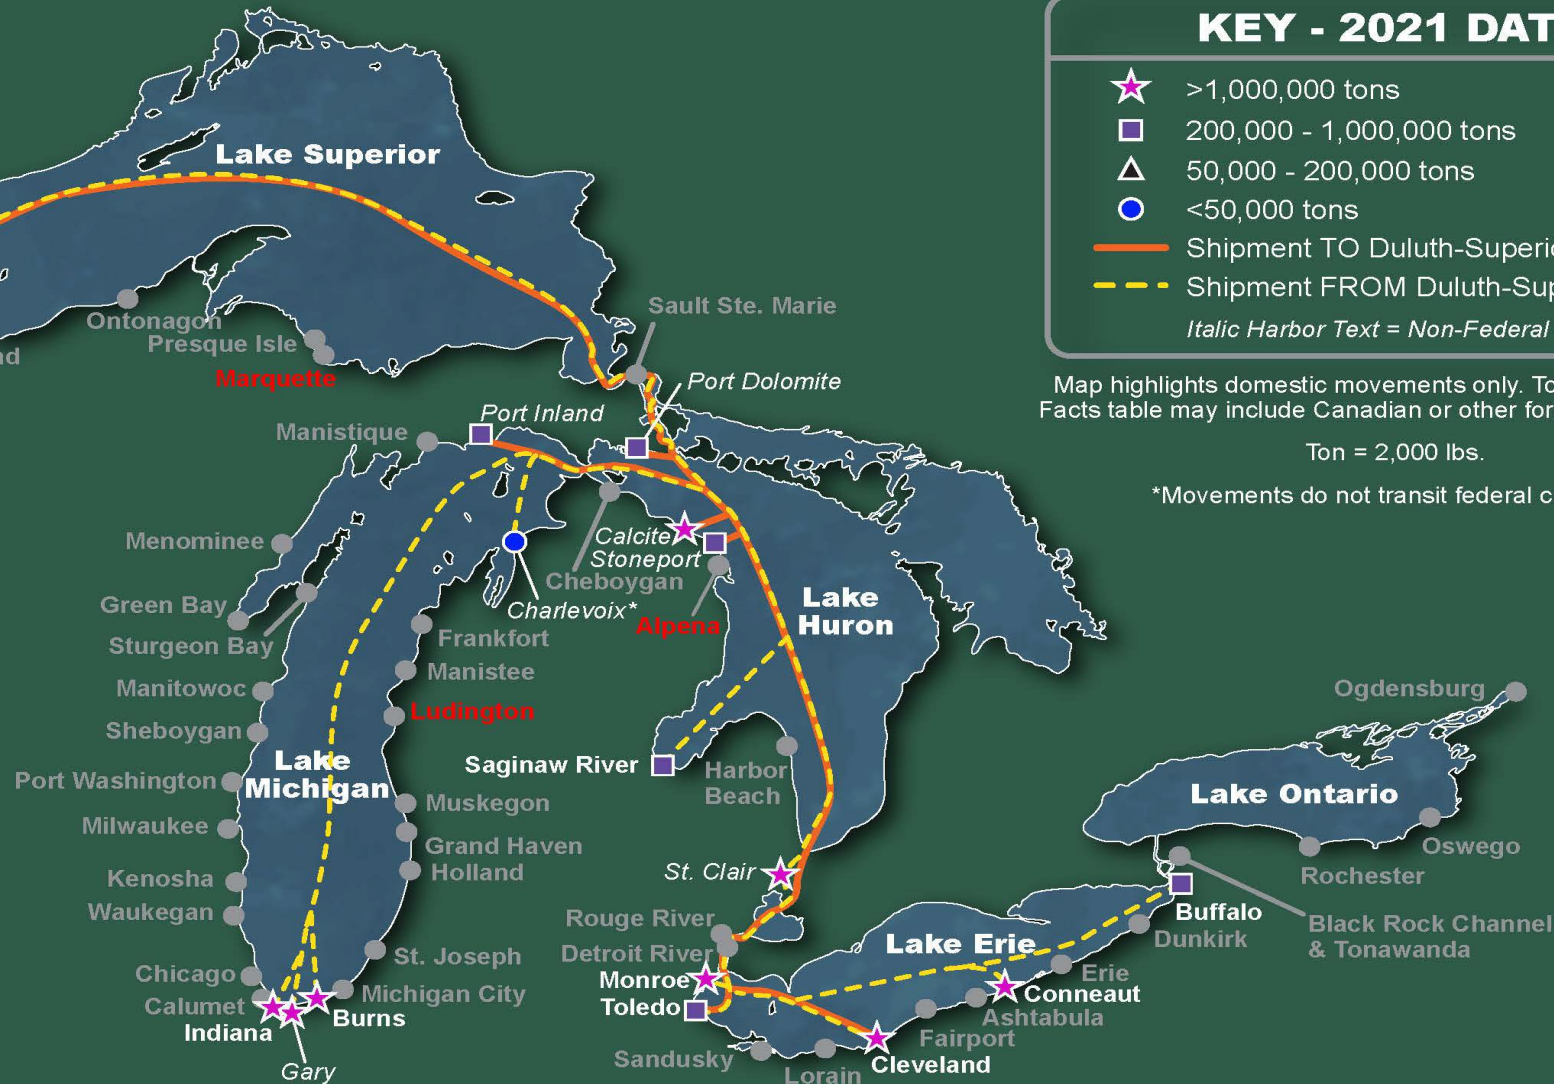 KEY - 2021 DAT
>1,000,000 tons
200,000 - 1,000,000 tons
50,000 - 200,000 tons
<50,000 tons
Shipment TO Duluth-Superio
Shipment FROM Duluth-Sup
Italic Harbor Text = Non-Federal
Map highlights domestic movements only. To
Facts table may include Canadian or other for
Ton = 2,000 lbs.
*Movements do not transit federal c
Lake Superior
Ontonagon
Presque Isle
nd
Marquette
Sault Ste. Marie
Port Dolomite
Port Inland
Manistique
Menominee
Calcite
Stoneport
Cheboygan
Charlevoix*
Alpena
Lake
Huron
Green Bay
Sturgeon Bay
Frankfort
Manistee
Manitowoc
Ludington
Sheboygan
Lake
Michigan
Port Washington
Saginaw River
Harbor
Beach
Muskegon
Milwaukee
Grand Haven
Holland
Kenosha
Waukegan
St. Clair
Rouge River
Detroit River
St. Joseph
Chicago
Calumet
Michigan City
Monroe
Toledo
Indiana
Burns
Gary
Sandusky
Lorain
Cleveland
Fairport
Ashtabula
Conneaut
Erie
Lake Erie
Dunkirk
Buffalo
Black Rock Channel
& Tonawanda
Lake Ontario
Ogdensburg
Oswego
Rochester